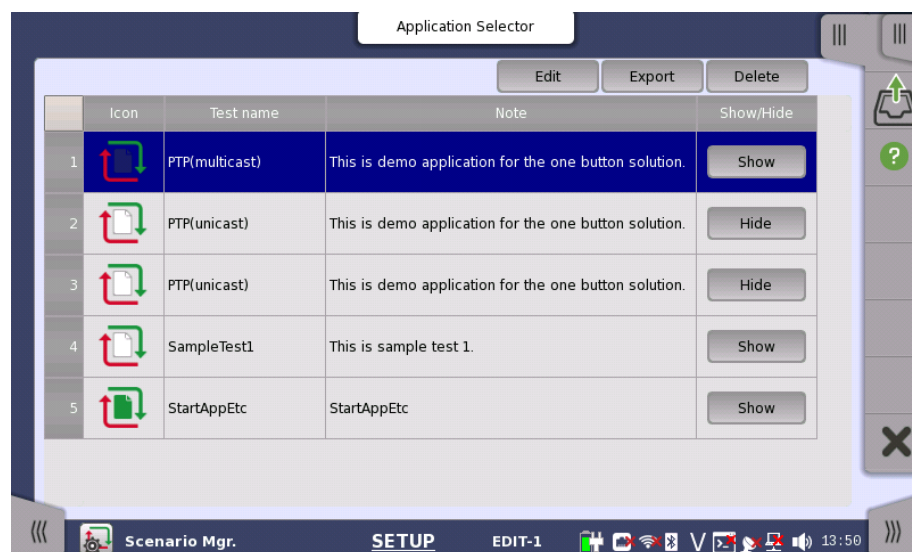 Application Selector
Edit Export Delete
Icon Test name Note Show/Hide
1 PTP(multicast) This is demo application for the one button solution. Show
2 PTP(unicast) This is demo application for the one button solution. Hide
3 PTP(unicast) This is demo application for the one button solution. Hide
4 SampleTest1 This is sample test 1. Show
5 StartAppEtc StartAppEtc Show
Scenario Mgr. SETUP EDIT-1 13:50